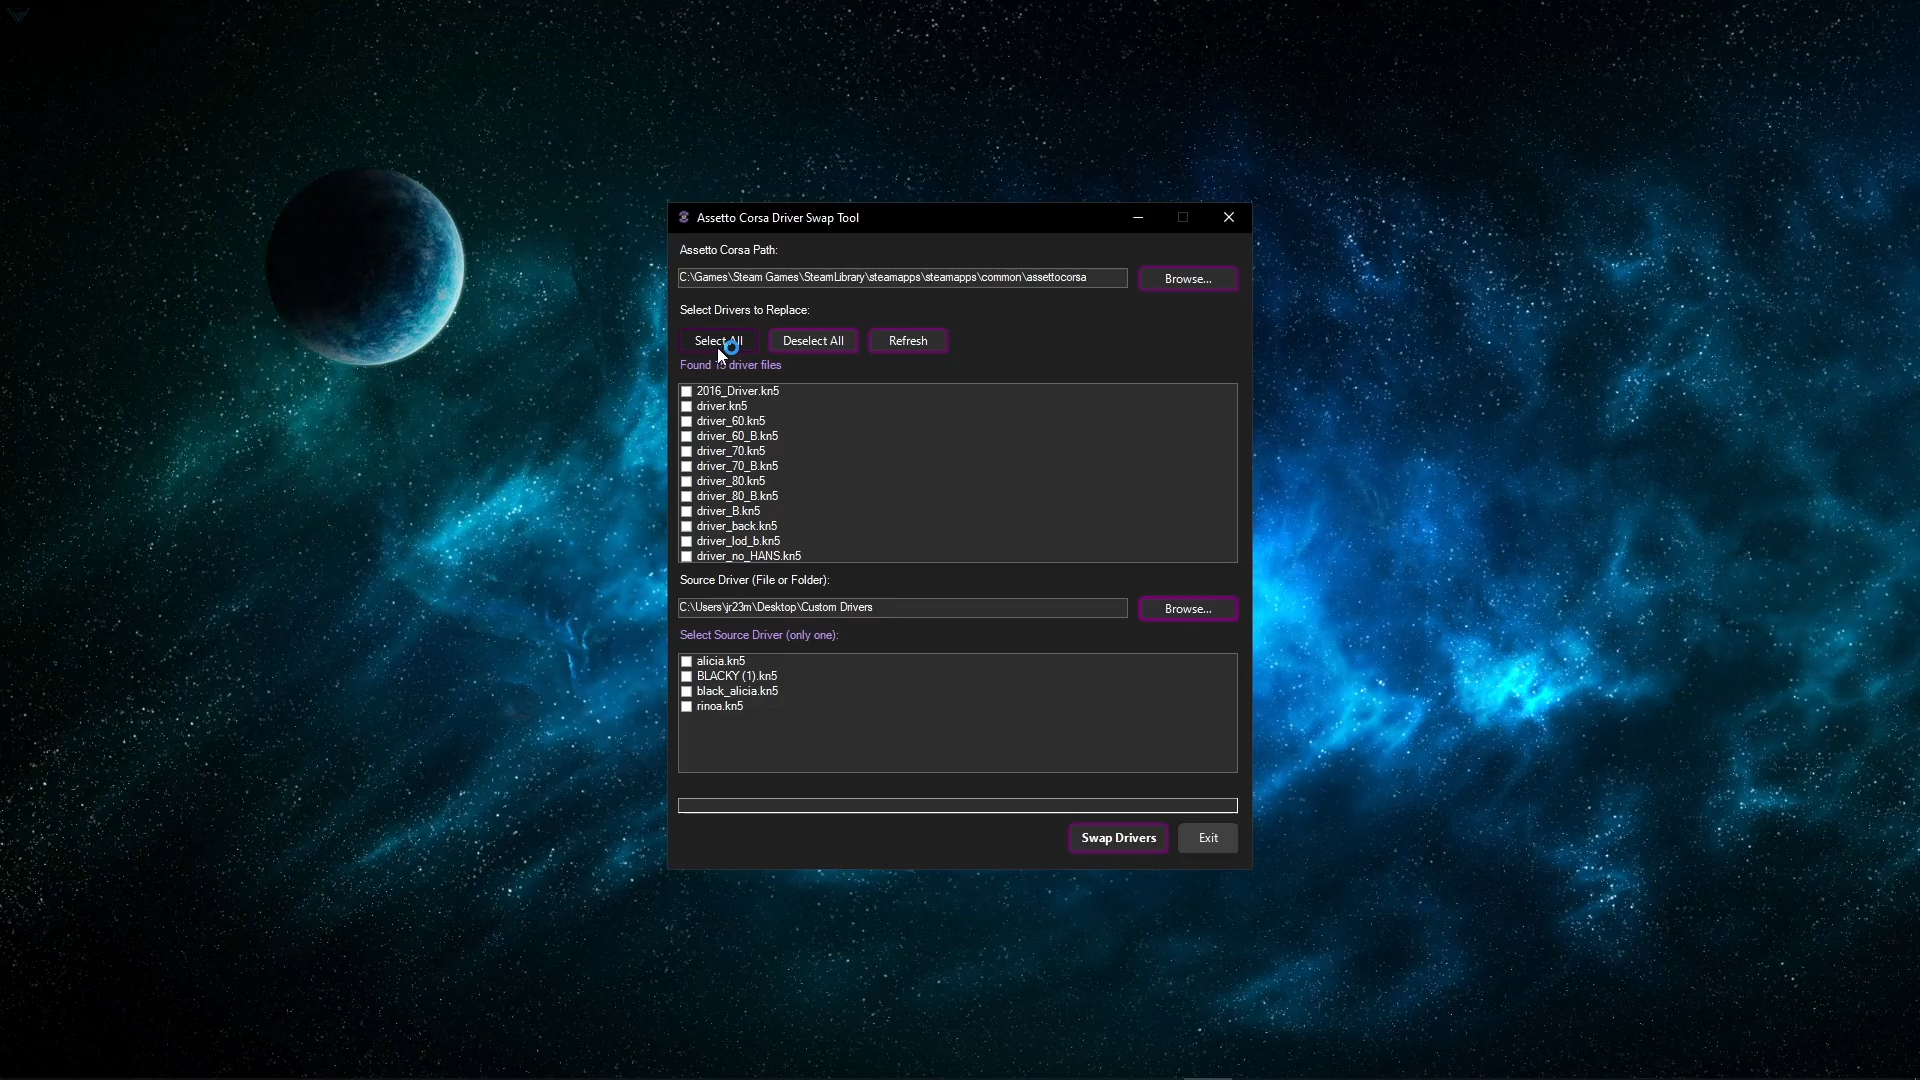 Assetto Corsa Driver Swap Tool
Assetto Corsa Path:
C:\Games\Steam Games\SteamLibrary\steamapps\steamapps\common\assettocorsa
Browse...
Select Drivers to Replace:
Select All
Deselect All
Refresh
Found driver files
2016_Driver.kn5
driver.kn5
driver_60.kn5
driver_60_B.kn5
driver_70.kn5
driver_70_B.kn5
driver_80.kn5
driver_80_B.kn5
driver_B.kn5
driver_back.kn5
driver_lod_b.kn5
driver_no_HANS.kn5
Source Driver (File or Folder):
C:\Users\jr23m\Desktop\Custom Drivers
Browse...
Select Source Driver (only one):
alicia.kn5
BLACKY (1).kn5
black_alicia.kn5
rinoa.kn5
Swap Drivers
Exit